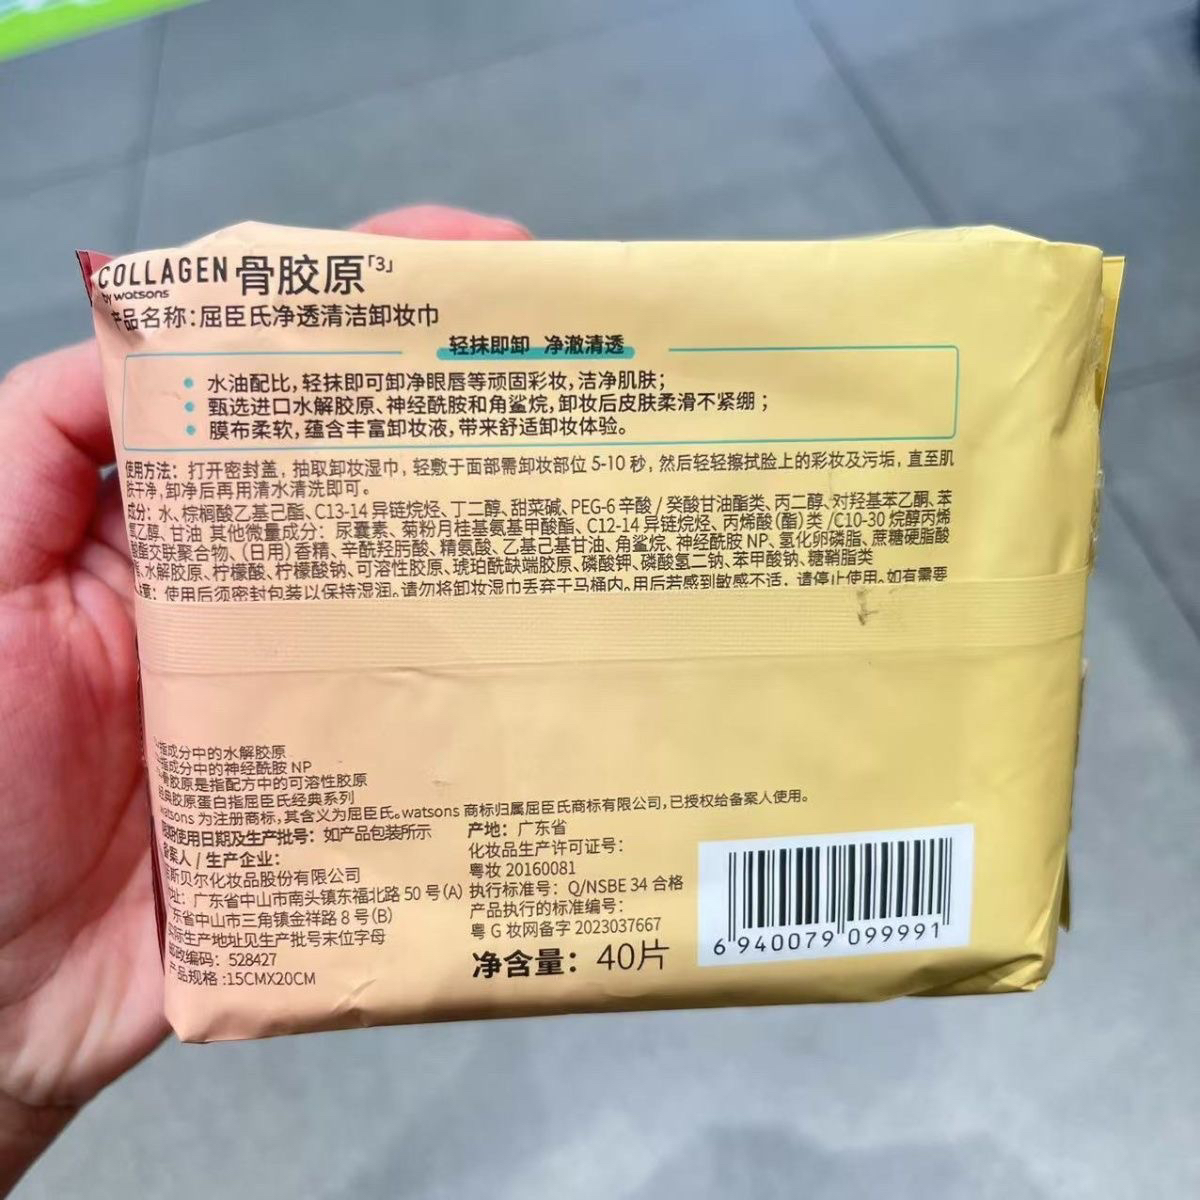 COLLAGEN 骨胶原「3」
by watsons
产品名称：屈臣氏净透清洁卸妆巾
轻抹即卸 净澈清透
• 水油配比，轻抹即可卸净眼唇等顽固彩妆，洁净肌肤；
• 甄选进口水解胶原、神经酰胺和角鲨烷，卸妆后皮肤柔滑不紧绷；
• 膜布柔软，蕴含丰富卸妆液，带来舒适卸妆体验。
使用方法：打开密封盖，抽取卸妆湿巾，轻敷于面部需卸妆部位 5-10 秒，然后轻轻擦拭脸上的彩妆及污垢，直至肌
肤干净，卸净后再用清水清洗即可。
成分：水、棕榈酸乙基己酯、C13-14 异链烷烃、丁二醇、甜菜碱、PEG-6 辛酸 / 癸酸甘油酯类、丙二醇、对羟基苯乙酮、苯
氧乙醇、甘油 其他微量成分：尿囊素、菊粉月桂基氨基甲酸酯、C12-14 异链烷烃、丙烯酸（酯）类 /C10-30 烷醇丙烯
酸酯交联聚合物、（日用）香精、辛酰羟肟酸、精氨酸、乙基己基甘油、角鲨烷、神经酰胺 NP、氢化卵磷脂、蔗糖硬脂酸
、水解胶原、柠檬酸、柠檬酸钠、可溶性胶原、琥珀酰缺端胶原、磷酸钾、磷酸氢二钠、苯甲酸钠、糖鞘脂类
意：使用后须密封包装以保持湿润。请勿将卸妆湿巾丢弃于马桶内。用后若感到敏感不适，请停止使用。如有需要
指成分中的水解胶原
指成分中的神经酰胺 NP
骨胶原是指配方中的可溶性胶原
经典胶原蛋白指屈臣氏经典系列
watsons 为注册商标，其含义为屈臣氏。watsons 商标归属屈臣氏商标有限公司，已授权给备案人使用。
使用日期及生产批号：如产品包装所示
备案人 / 生产企业：
斯贝尔化妆品股份有限公司
址：广东省中山市南头镇东福北路 50 号（A）
东省中山市三角镇金祥路 8 号（B）
实际生产地址见生产批号末位字母
邮政编码：528427
产品规格：15CMX20CM
产地：广东省
化妆品生产许可证号：
粤妆 20160081
执行标准号：Q/NSBE 34 合格
产品执行的标准编号：
粤 G 妆网备字 2023037667
净含量：40片
6 940079 099991